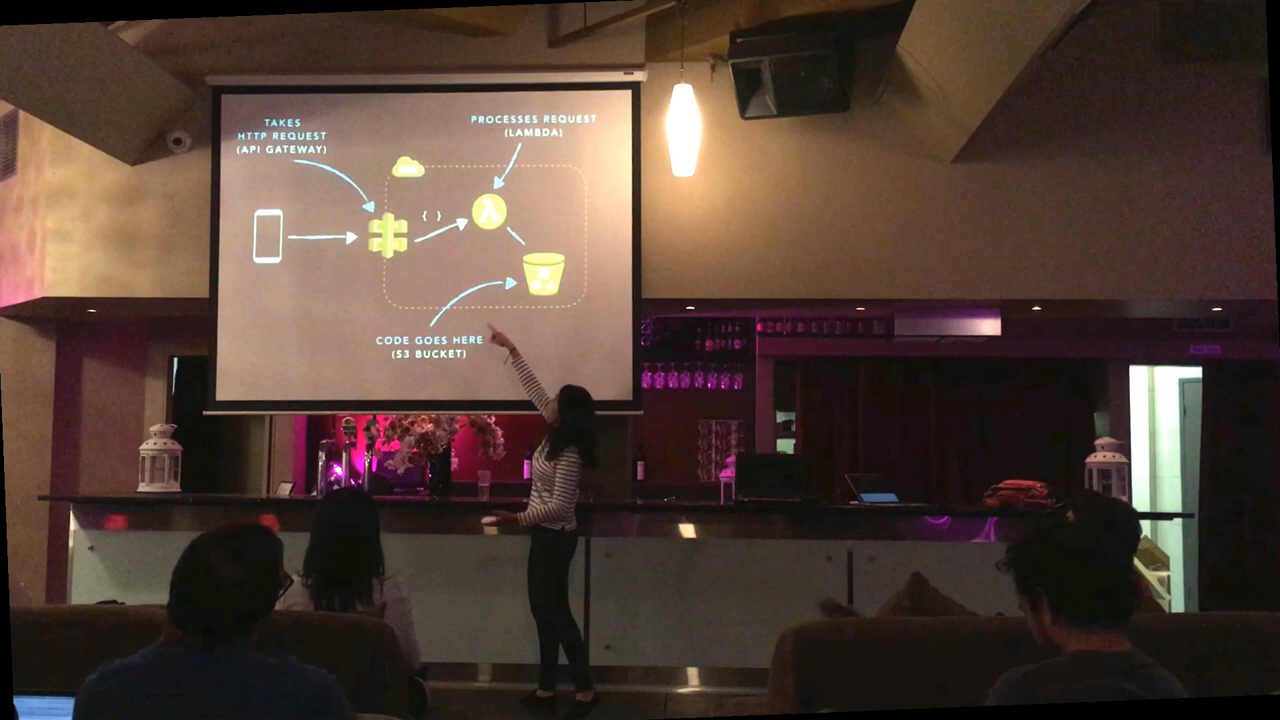 TAKES
HTTP REQUEST
(API GATEWAY)
PROCESSES REQUEST
(LAMBDA)
{ }
λ
CODE GOES HERE
(S3 BUCKET)